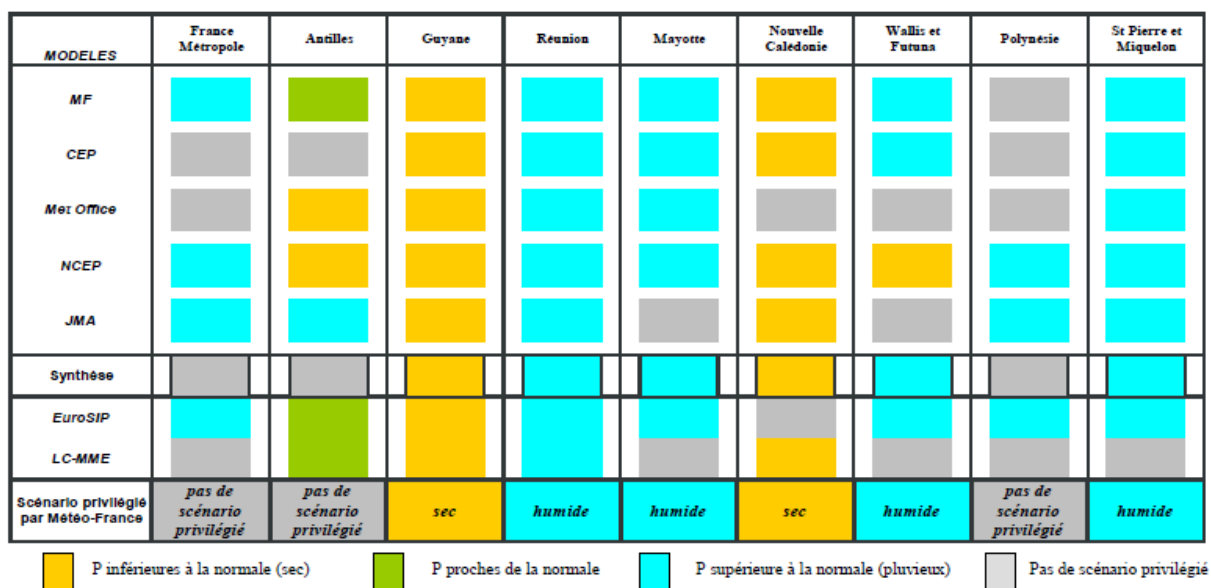 MODELES
France Métropole
Antilles
Guyane
Réunion
Mayotte
Nouvelle Calédonie
Wallis et Futuna
Polynésie
St Pierre et Miquelon
MF
CEP
Met Office
NCEP
JMA
Synthèse
EuroSIP
LC-MME
Scénario privilégié par Météo-France
pas de scénario privilégié
pas de scénario privilégié
sec
humide
humide
sec
humide
pas de scénario privilégié
humide
P inférieures à la normale (sec)
P proches de la normale
P supérieure à la normale (pluvieux)
Pas de scénario privilégié